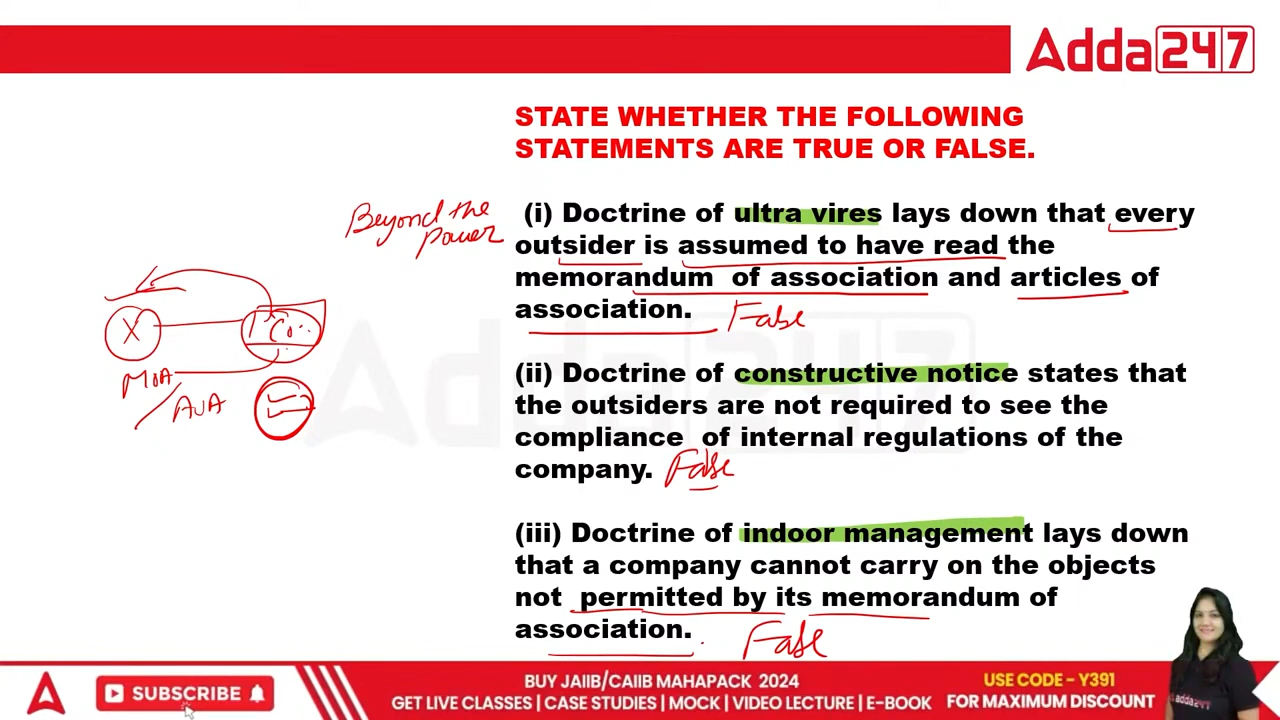 Adda247
STATE WHETHER THE FOLLOWING
STATEMENTS ARE TRUE OR FALSE.
Beyond the
power
(i) Doctrine of ultra vires lays down that every
outsider is assumed to have read the
memorandum of association and articles of
association. False
X
Co.
MOA
AOA
(ii) Doctrine of constructive notice states that
the outsiders are not required to see the
compliance of internal regulations of the
company. False
(iii) Doctrine of indoor management lays down
that a company cannot carry on the objects
not permitted by its memorandum of
association. False
SUBSCRIBE
BUY JAIIB/CAIIB MAHAPACK 2024
GET LIVE CLASSES | CASE STUDIES | MOCK | VIDEO LECTURE | E-BOOK
USE CODE - Y391
FOR MAXIMUM DISCOUNT
adda247